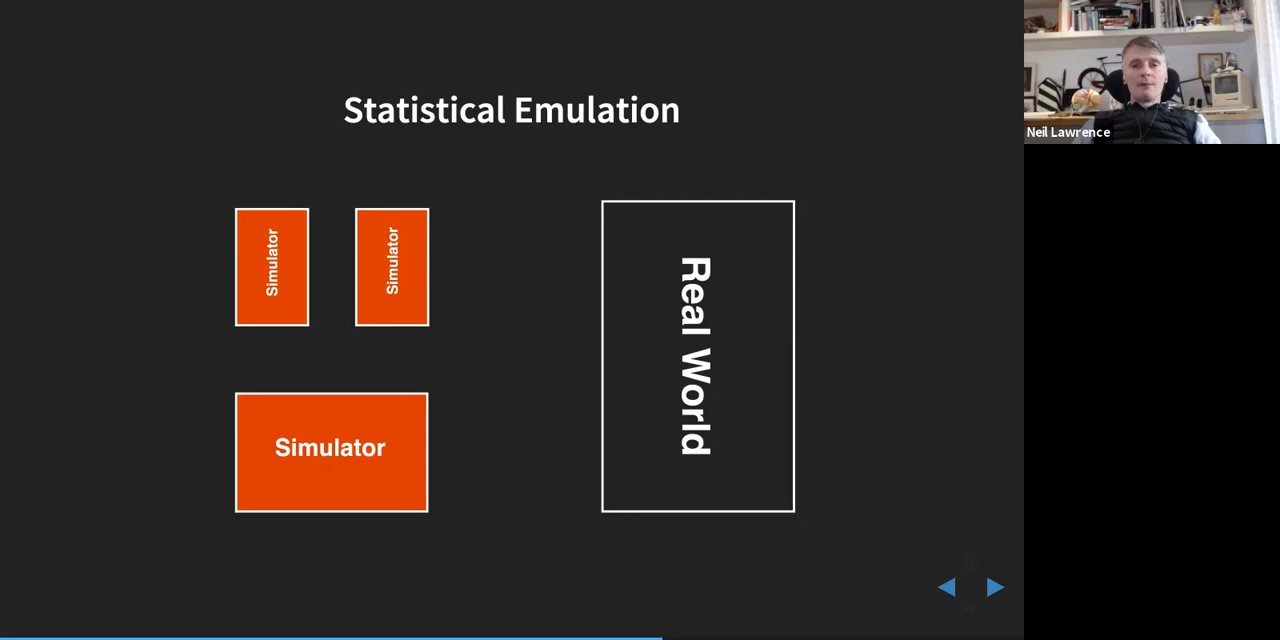 Statistical Emulation
Simulator
Simulator
Simulator
Real World
Neil Lawrence